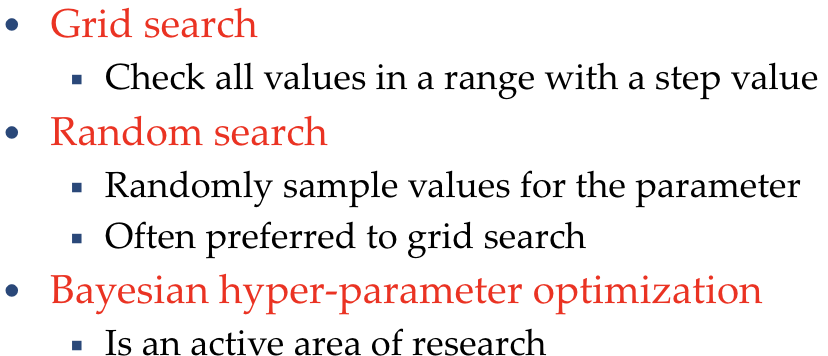 • Grid search
▪ Check all values in a range with a step value
• Random search
▪ Randomly sample values for the parameter
▪ Often preferred to grid search
• Bayesian hyper-parameter optimization
▪ Is an active area of research